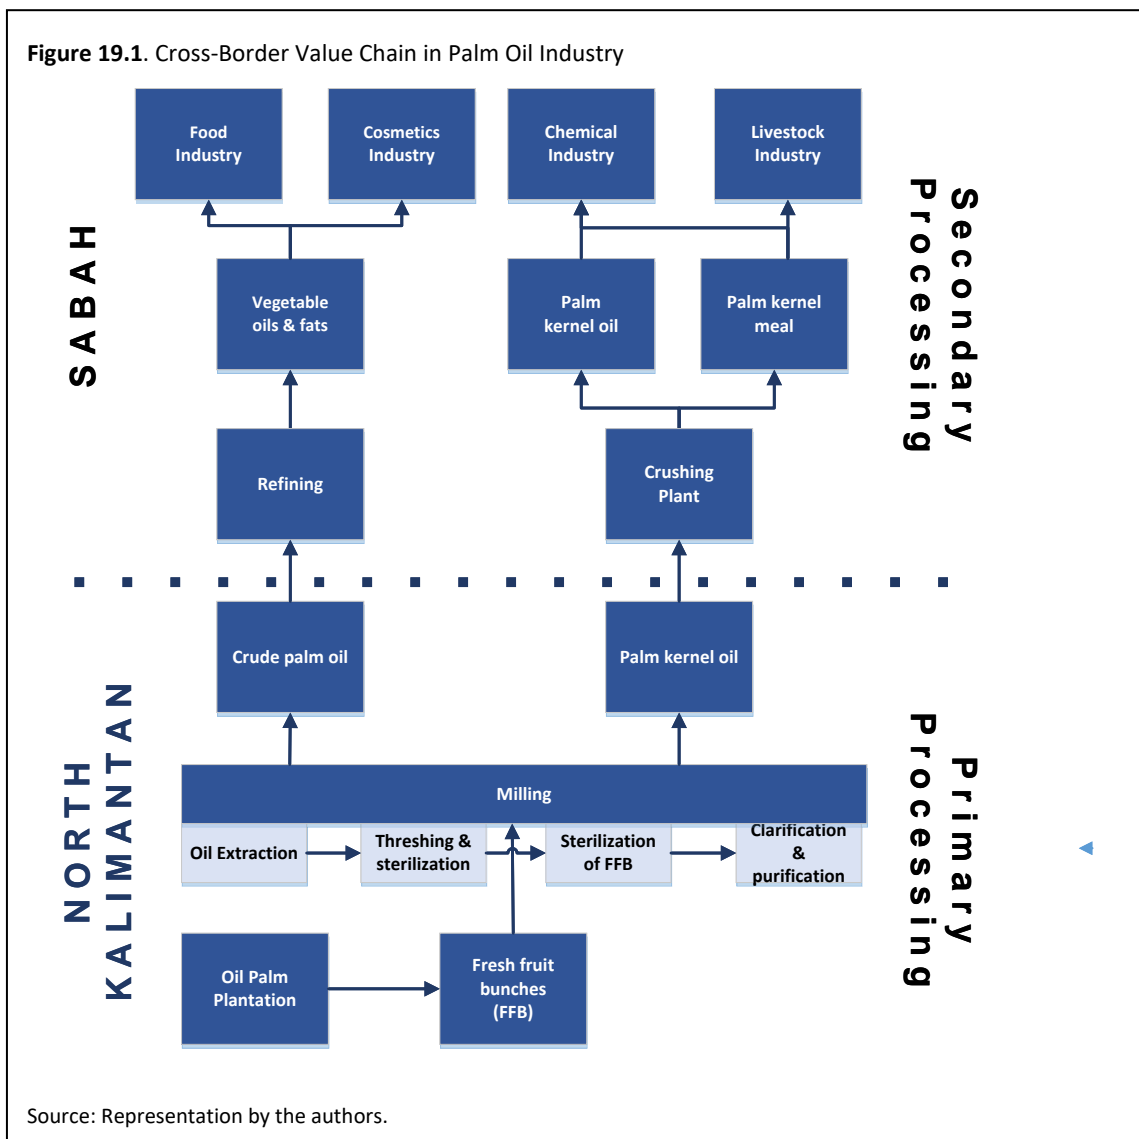 Figure 19.1. Cross-Border Value Chain in Palm Oil Industry
Food
Industry
Cosmetics
Industry
Chemical
Industry
Livestock
Industry
SABAH
Secondary
Processing
Vegetable
oils & fats
Palm
kernel oil
Palm kernel
meal
Refining
Crushing
Plant
Crude palm oil
Palm kernel oil
NORTH
KALIMANTAN
Primary
Processing
Milling
Oil Extraction
Threshing &
sterilization
Sterilization
of FFB
Clarification
&
purification
Oil Palm
Plantation
Fresh fruit
bunches
(FFB)
Source: Representation by the authors.